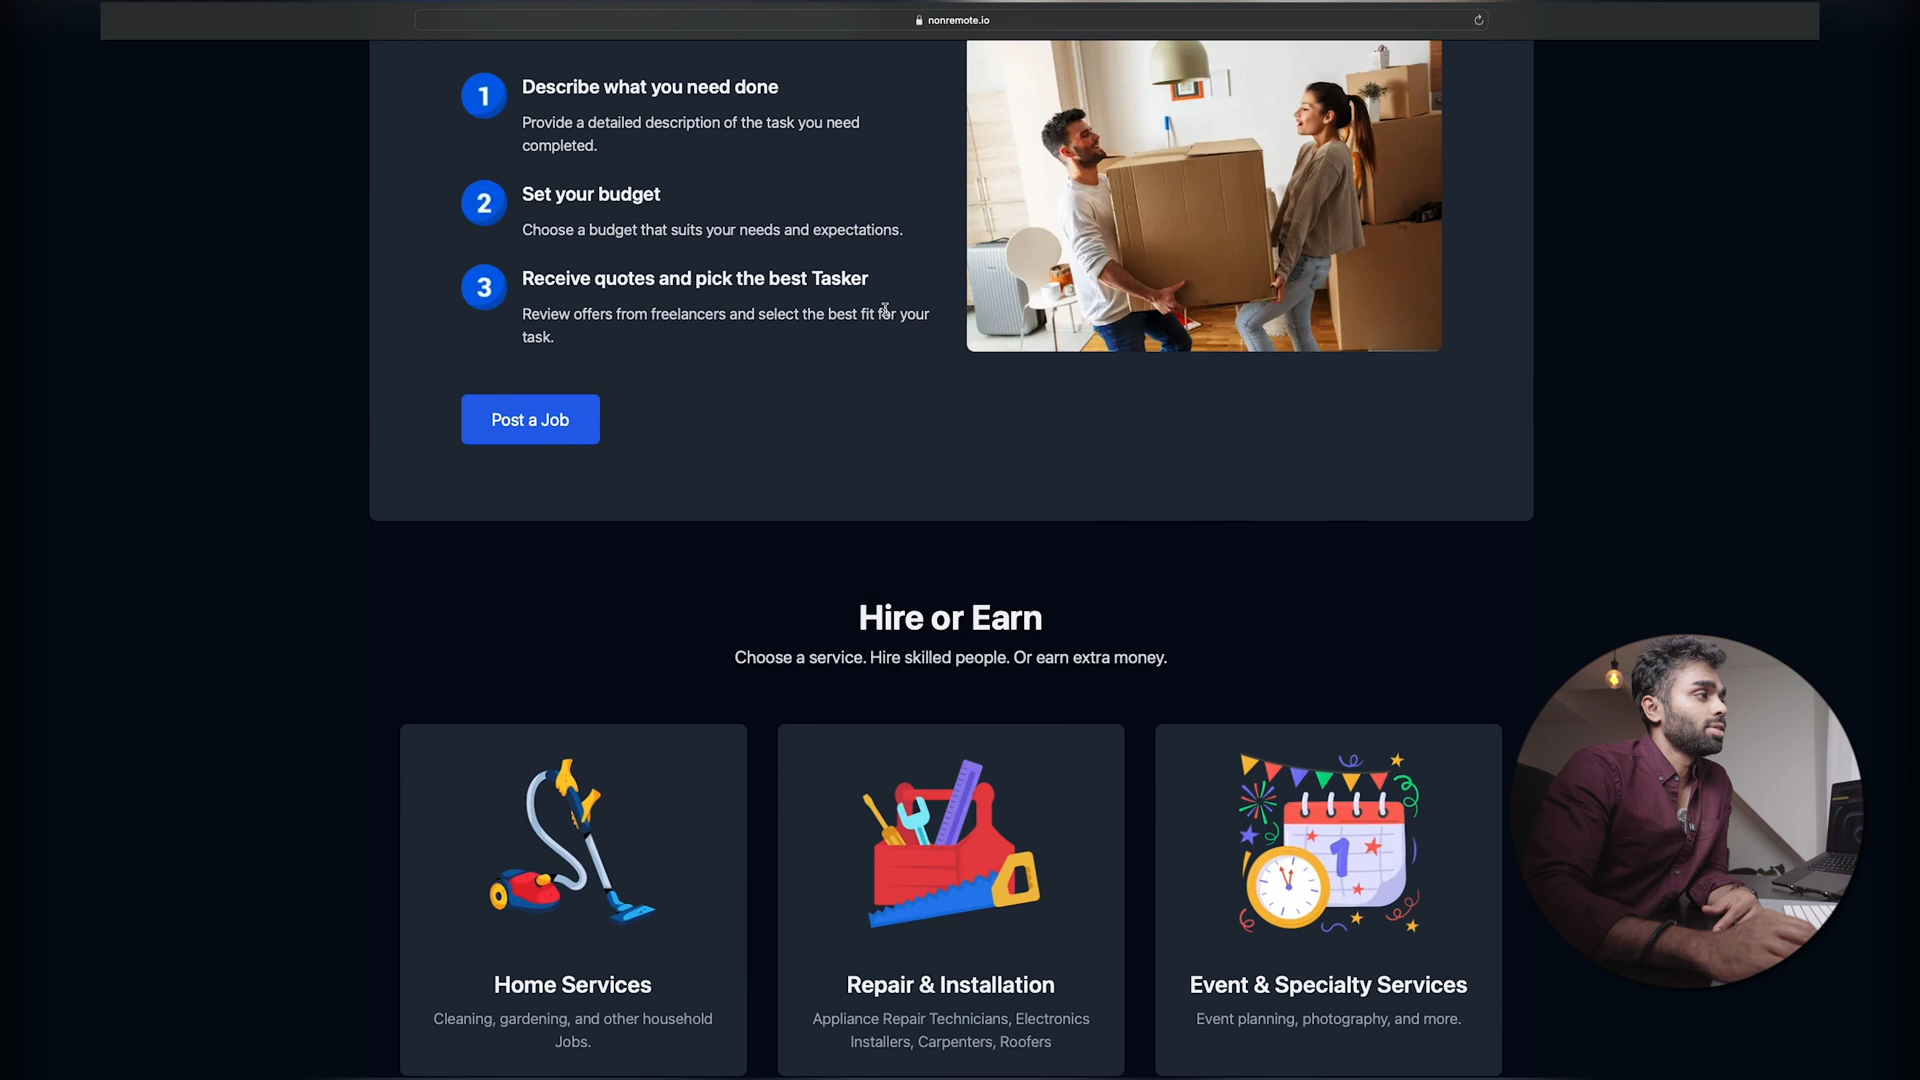 nonremote.io
1
Describe what you need done
Provide a detailed description of the task you need
completed.
2
Set your budget
Choose a budget that suits your needs and expectations.
3
Receive quotes and pick the best Tasker
Review offers from freelancers and select the best fit for your
task.
Post a Job
Hire or Earn
Choose a service. Hire skilled people. Or earn extra money.
1
Home Services
Repair & Installation
Event & Specialty Services
Cleaning, gardening, and other household
Jobs.
Appliance Repair Technicians, Electronics
Installers, Carpenters, Roofers
Event planning, photography, and more.